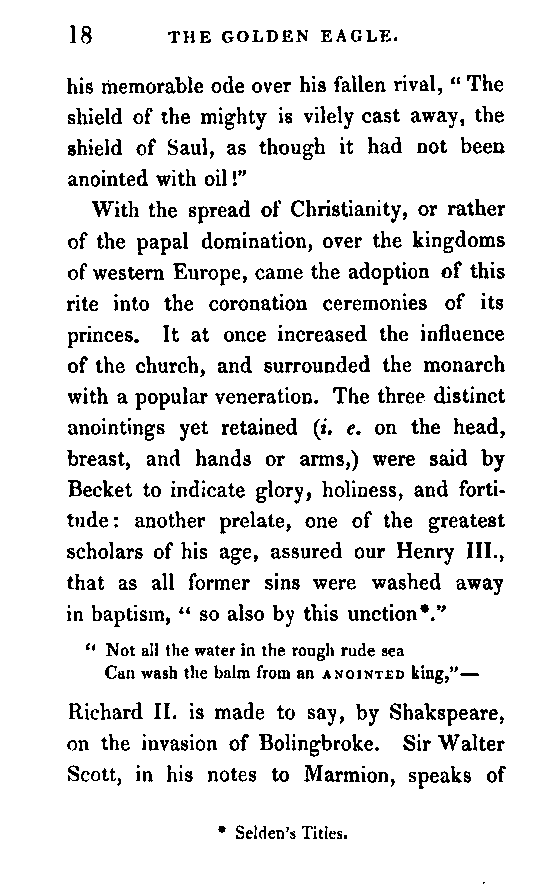 18 THE GOLDEN EAGLE.
his memorable ode over his fallen rival, “ The
shield of the mighty is vilely cast away, the
shield of Saul, as though it had not been
anointed with oil !”
With the spread of Christianity, or rather
of the papal domination, over the kingdoms
of western Europe, came the adoption of this
rite into the coronation ceremonies of its
princes. It at once increased the influence
of the church, and surrounded the monarch
with a popular veneration. The three distinct
anointings yet retained (i. e. on the head,
breast, and hands or arms,) were said by
Becket to indicate glory, holiness, and forti-
tude: another prelate, one of the greatest
scholars of his age, assured our Henry III.,
that as all former sins were washed away
in baptism, “ so also by this unction*.”
“ Not all the water in the rough rude sea
Can wash the balm from an ANOINTED king,”—
Richard II. is made to say, by Shakspeare,
on the invasion of Bolingbroke. Sir Walter
Scott, in his notes to Marmion, speaks of
* Selden’s Titles.